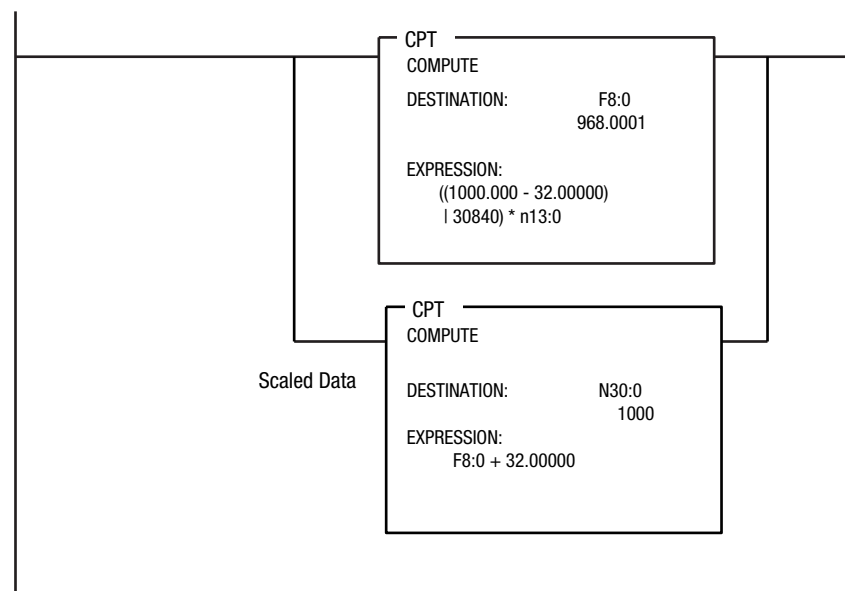 CPT
COMPUTE
DESTINATION: F8:0
968.0001
EXPRESSION:
((1000.000 - 32.00000)
| 30840) * n13:0
CPT
COMPUTE
Scaled Data
DESTINATION: N30:0
1000
EXPRESSION:
F8:0 + 32.00000